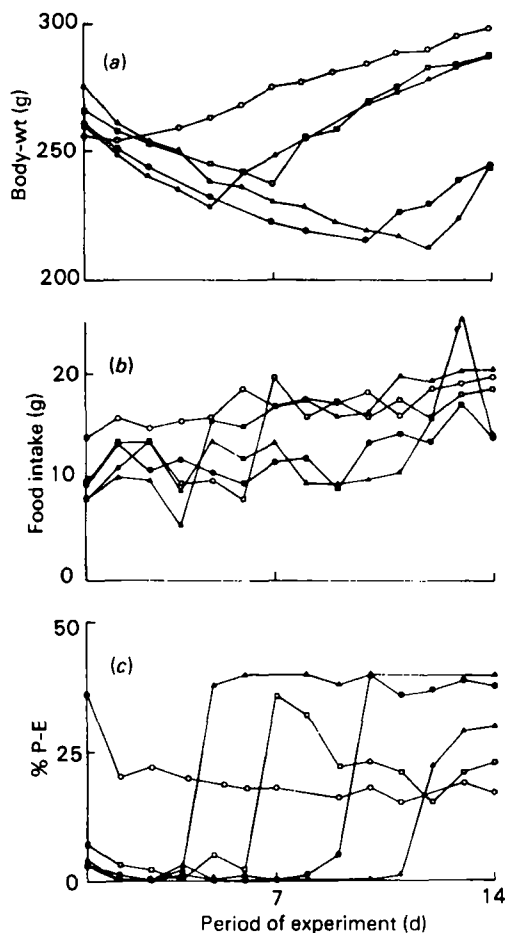 300
(a)
Body-wt (g)
250
200
(b)
20
Food intake (g)
10
0
50
(c)
% P-E
25
0
7
14
Period of experiment (d)